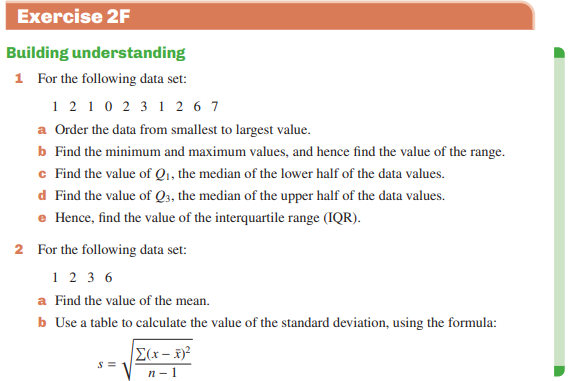 Exercise 2F
Building understanding
1 For the following data set:
1 2 1 0 2 3 1 2 6 7
a Order the data from smallest to largest value.
b Find the minimum and maximum values, and hence find the value of the range.
c Find the value of Q₁, the median of the lower half of the data values.
d Find the value of Q₃, the median of the upper half of the data values.
e Hence, find the value of the interquartile range (IQR).
2 For the following data set:
1 2 3 6
a Find the value of the mean.
b Use a table to calculate the value of the standard deviation, using the formula:
s = √(∑(x − x̄)² / (n − 1))